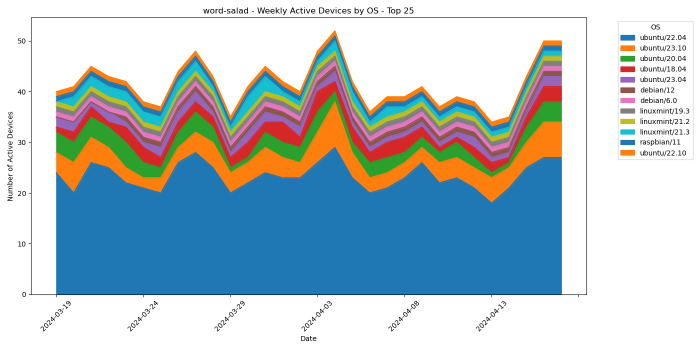 word-salad - Weekly Active Devices by OS - Top 25
Number of Active Devices
50
40
30
20
10
0
2024-03-19
2024-03-24
2024-03-29
2024-04-03
2024-04-08
2024-04-13
Date
OS
ubuntu/22.04
ubuntu/23.10
ubuntu/20.04
ubuntu/18.04
ubuntu/23.04
debian/12
debian/6.0
linuxmint/19.3
linuxmint/21.2
linuxmint/21.3
raspbian/11
ubuntu/22.10